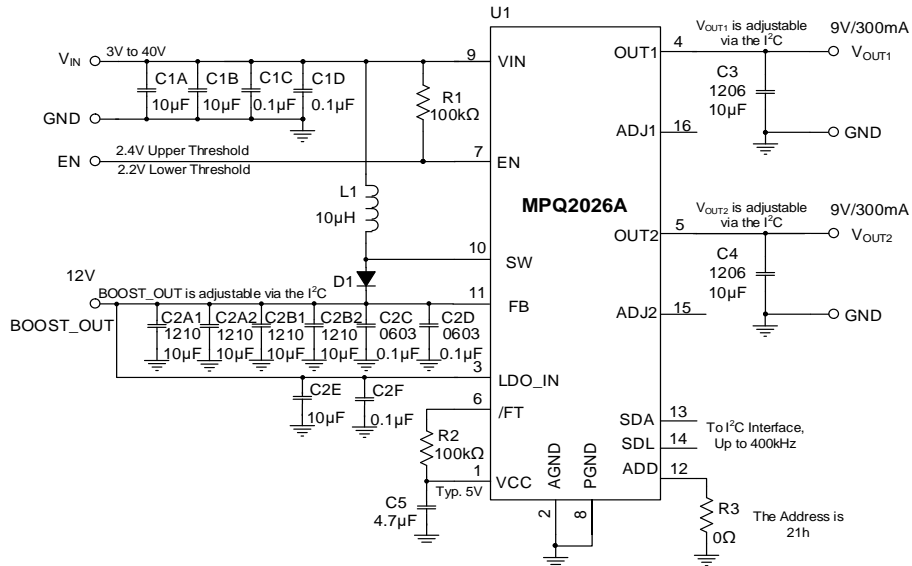 U1
V_IN 3V to 40V
C1A
10µF
C1B
10µF
C1C
0.1µF
C1D
0.1µF
GND
R1
100kΩ
EN
2.4V Upper Threshold
2.2V Lower Threshold
L1
10µH
D1
12V
BOOST_OUT is adjustable via the I²C
BOOST_OUT
C2A1
1210
10µF
C2A2
1210
10µF
C2B1
1210
10µF
C2B2
1210
10µF
C2C
0603
0.1µF
C2D
0603
0.1µF
C2E
10µF
C2F
0.1µF
R2
100kΩ
Typ. 5V
C5
4.7µF
MPQ2026A
9 VIN
7 EN
10 SW
11 FB
3 LDO_IN
6 /FT
1 VCC
AGND 2
PGND 8
OUT1 4
ADJ1 16
OUT2 5
ADJ2 15
SDA 13
SDL 14
ADD 12
V_OUT1 is adjustable
via the I²C
9V/300mA
V_OUT1
C3
1206
10µF
GND
V_OUT2 is adjustable
via the I²C
9V/300mA
V_OUT2
C4
1206
10µF
GND
To I²C Interface,
Up to 400kHz
R3
0Ω
The Address is
21h